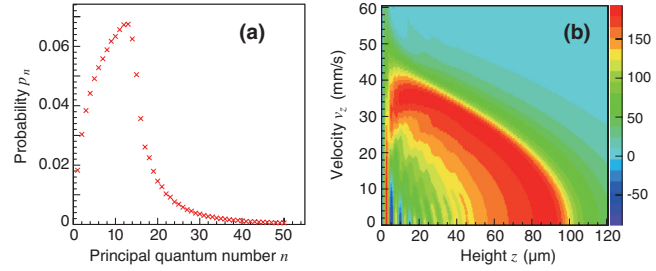 (a)
Probability pₙ
0.06
0.04
0.02
0
0 10 20 30 40 50
Principal quantum number n
(b)
Velocity v_z (mm/s)
60
50
40
30
20
10
0
0 20 40 60 80 100 120
Height z (µm)
150
100
50
0
-50